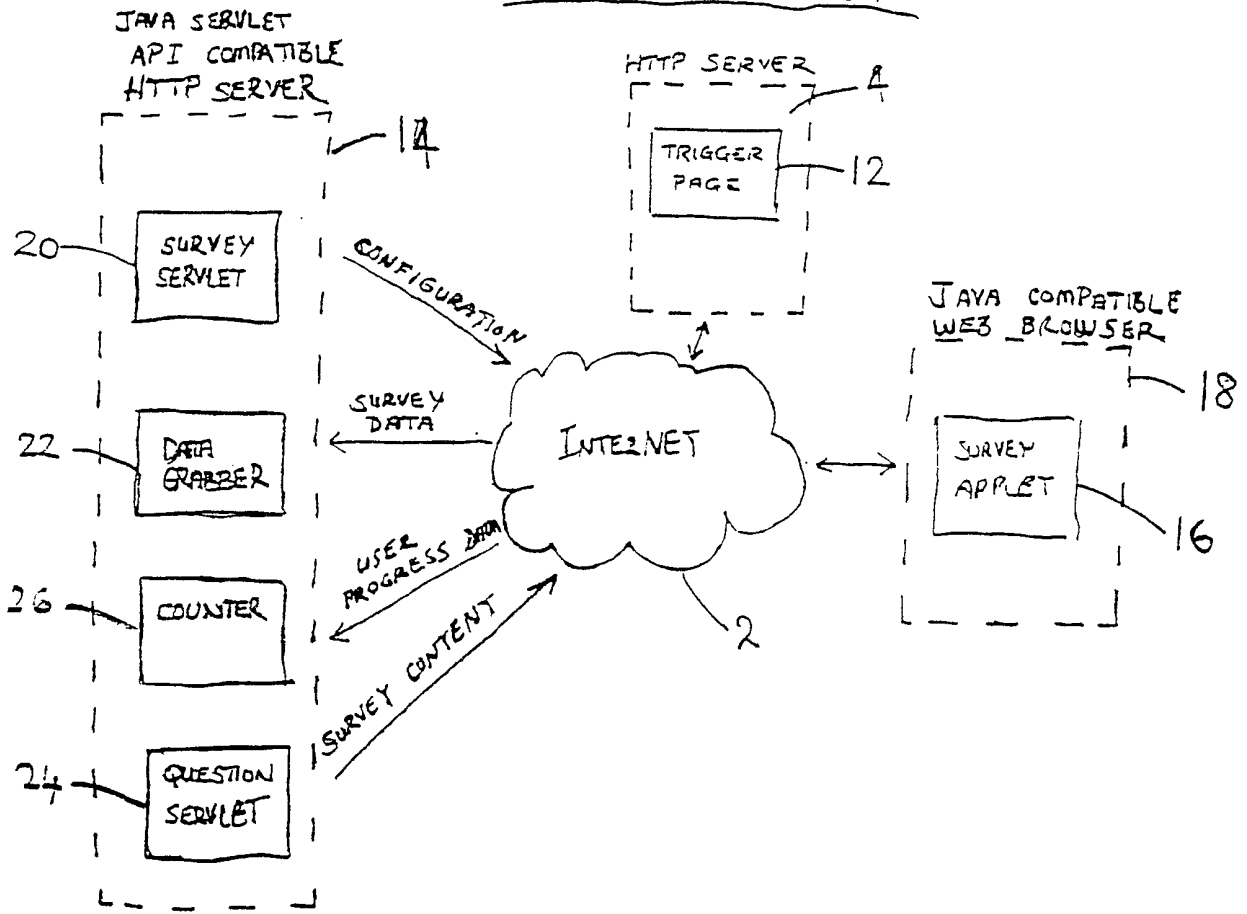 JAVA SERVLET
API COMPATIBLE
HTTP SERVER
14
20
SURVEY
SERVLET
22
DATA
GRABBER
26
COUNTER
24
QUESTION
SERVLET
CONFIGURATION
SURVEY
DATA
USER
PROGRESS DATA
SURVEY CONTENT
HTTP SERVER
4
TRIGGER
PAGE
12
INTERNET
2
JAVA COMPATIBLE
WEB BROWSER
18
SURVEY
APPLET
16